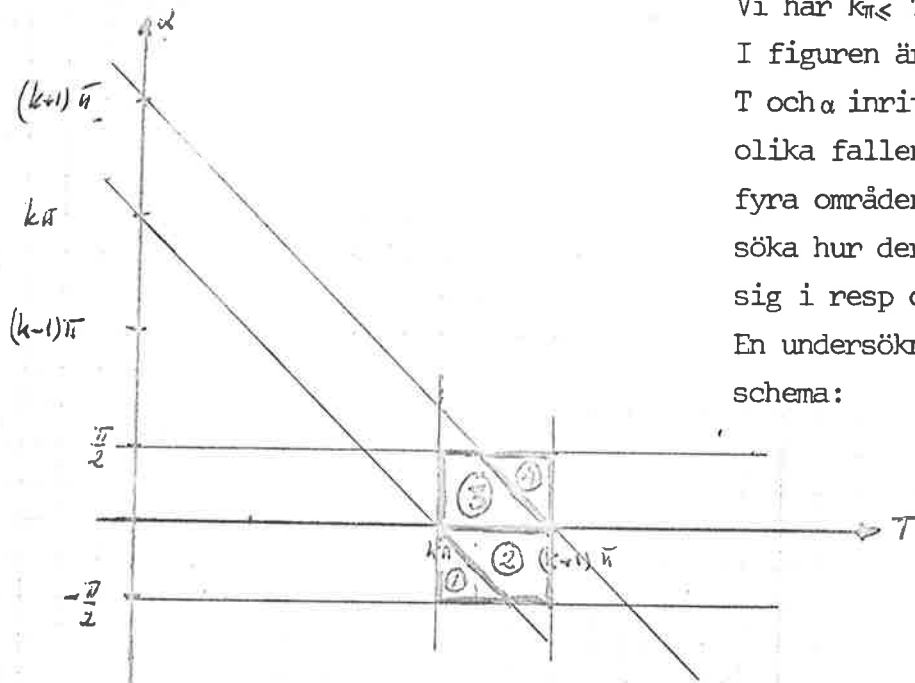 Vi har kπ≤
I figuren är
T och α inrit
olika fallen
fyra områden
söka hur den
sig i resp o
En undersökn
schema:
α
(k+1)π
kπ
(k-1)π
π/2
③ ④
T
kπ ② (k+1)π
①
-π/2